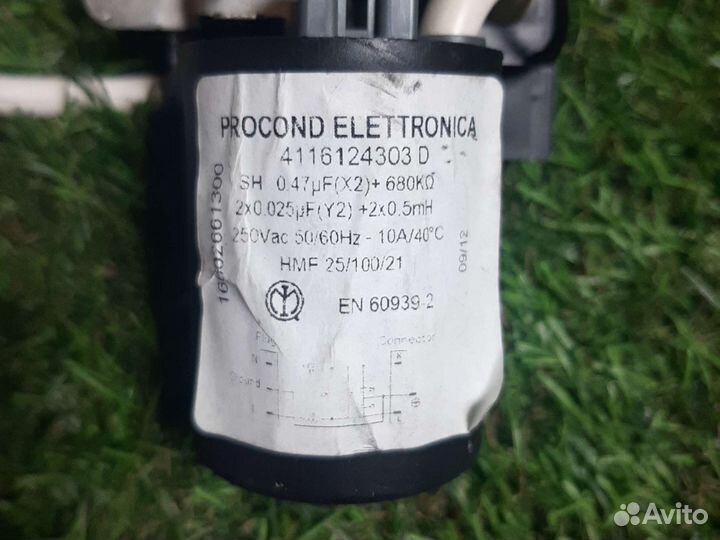 PROCOND ELETTRONICA
4116124303 D
SH 0.47µF(X2)+ 680KΩ
2x0.025µF(Y2) +2x0.5mH
250Vac 50/60Hz - 10A/40°C
HMF 25/100/21
EN 60939-2
09/12
Connector
N
Ground
L
Avito